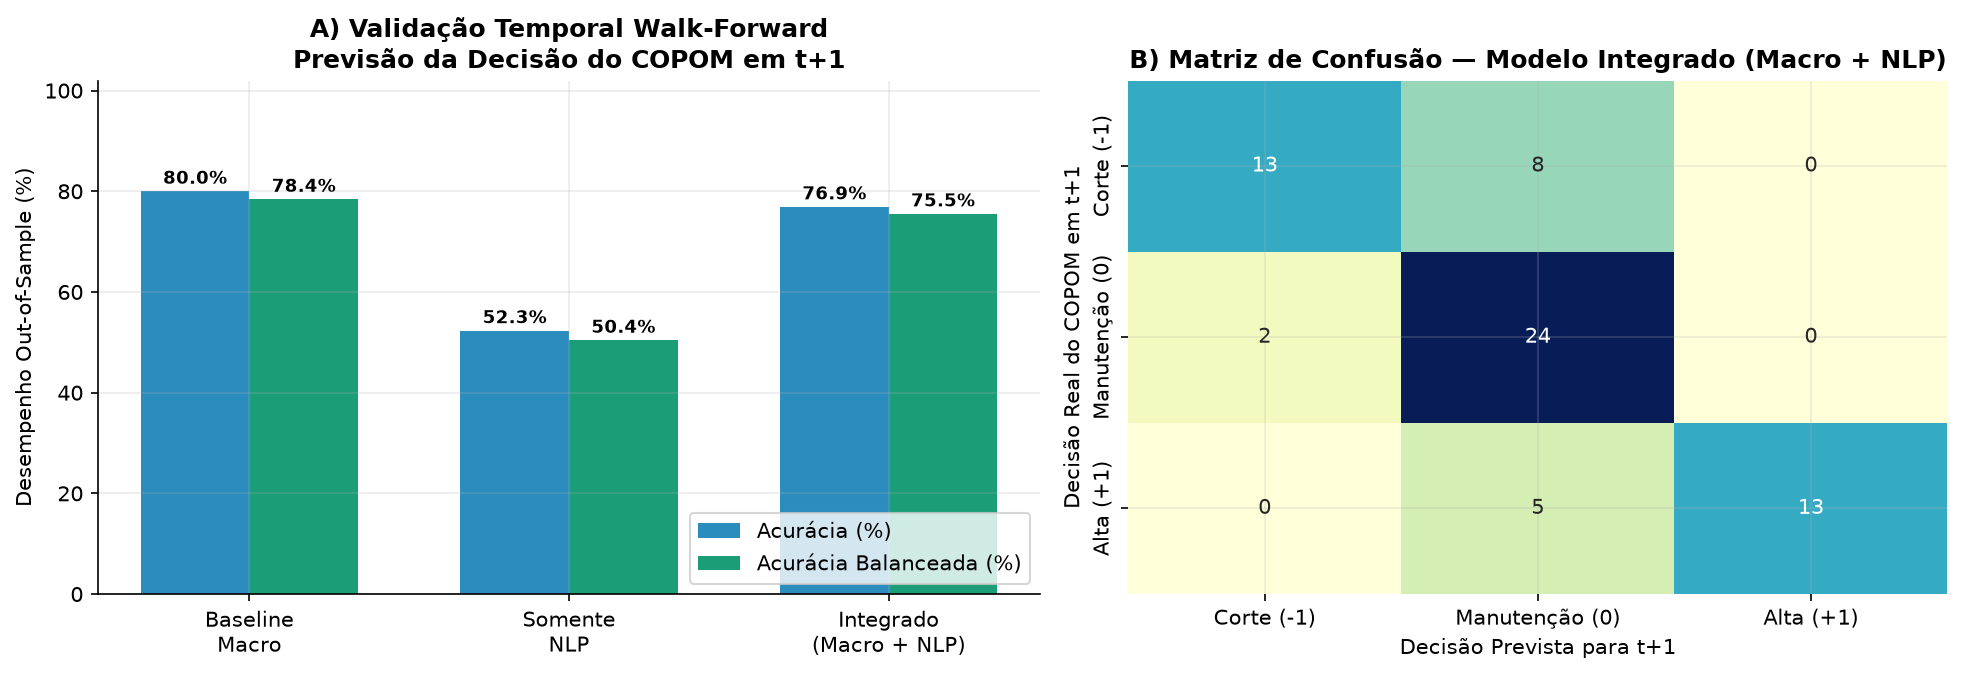 A) Validação Temporal Walk-Forward
Previsão da Decisão do COPOM em t+1
Desempenho Out-of-Sample (%)
100
80
60
40
20
0
80.0%
78.4%
52.3%
50.4%
76.9%
75.5%
Acurácia (%)
Acurácia Balanceada (%)
Baseline
Macro
Somente
NLP
Integrado
(Macro + NLP)
B) Matriz de Confusão — Modelo Integrado (Macro + NLP)
Decisão Real do COPOM em t+1
Corte (-1)
Manutenção (0)
Alta (+1)
13
8
0
2
24
0
0
5
13
Corte (-1)
Manutenção (0)
Alta (+1)
Decisão Prevista para t+1